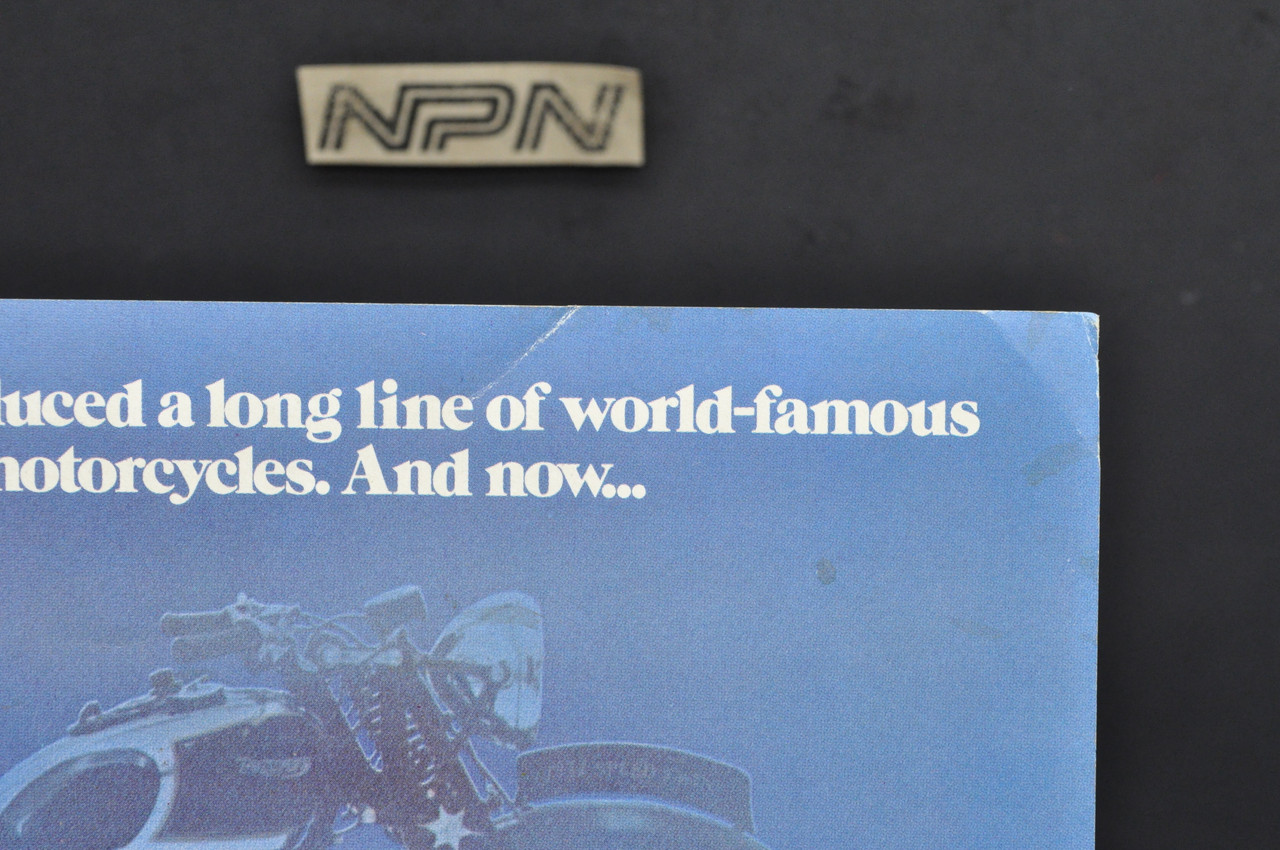 NPN
duced a long line of world-famous
motorcycles. And now...